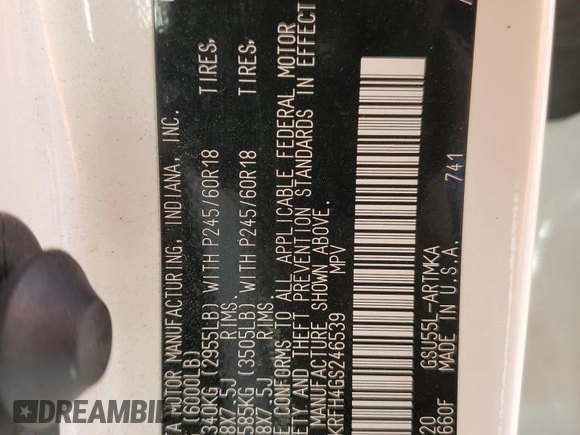 TA MOTOR MANUFACTURING, INDIANA, INC.
(6000LB)
340KG (2955LB) WITH P245/60R18 TIRES,
8X7.5J RIMS.
585KG (3505LB) WITH P245/60R18 TIRES,
8X7.5J RIMS.
E CONFORMS TO ALL APPLICABLE FEDERAL MOTOR
ETY AND THEFT PREVENTION STANDARDS IN EFFECT
MANUFACTURE SHOWN ABOVE.
KRFH4GS246539 MPV
20 GSU55L-ARTMKA 741
660F MADE IN U.S.A.
DREAMBID